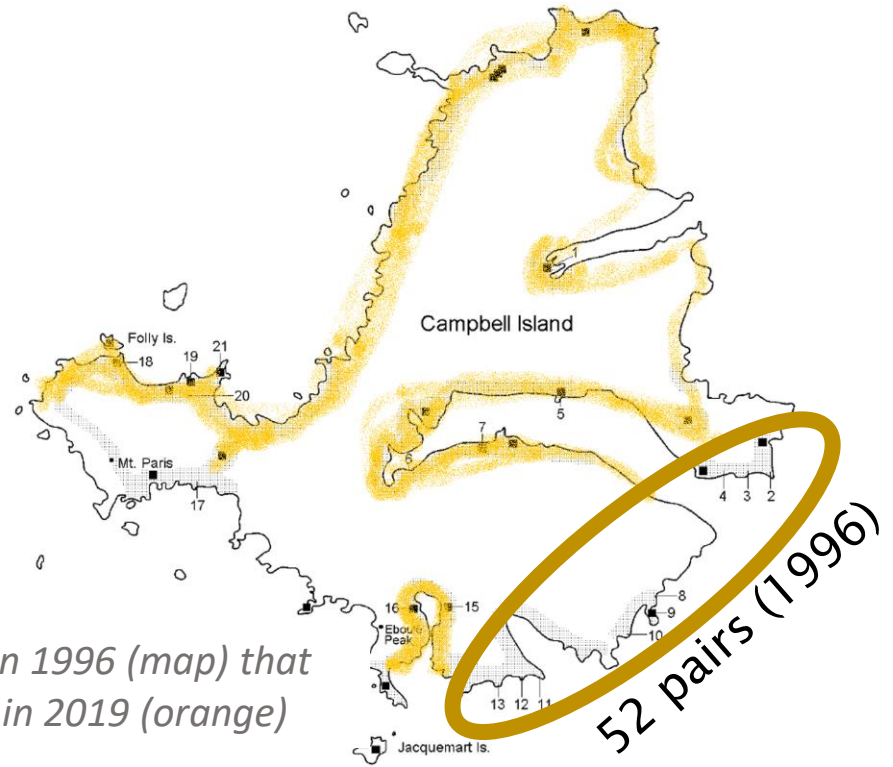 1
Campbell Island
Folly Is.
21
19
18
20
5
7
6
Mt. Paris
17
4
3
2
8
9
10
16
15
Peak
13
12
11
Jacquemart Is.
52 pairs (1996)
n 1996 (map) that
in 2019 (orange)